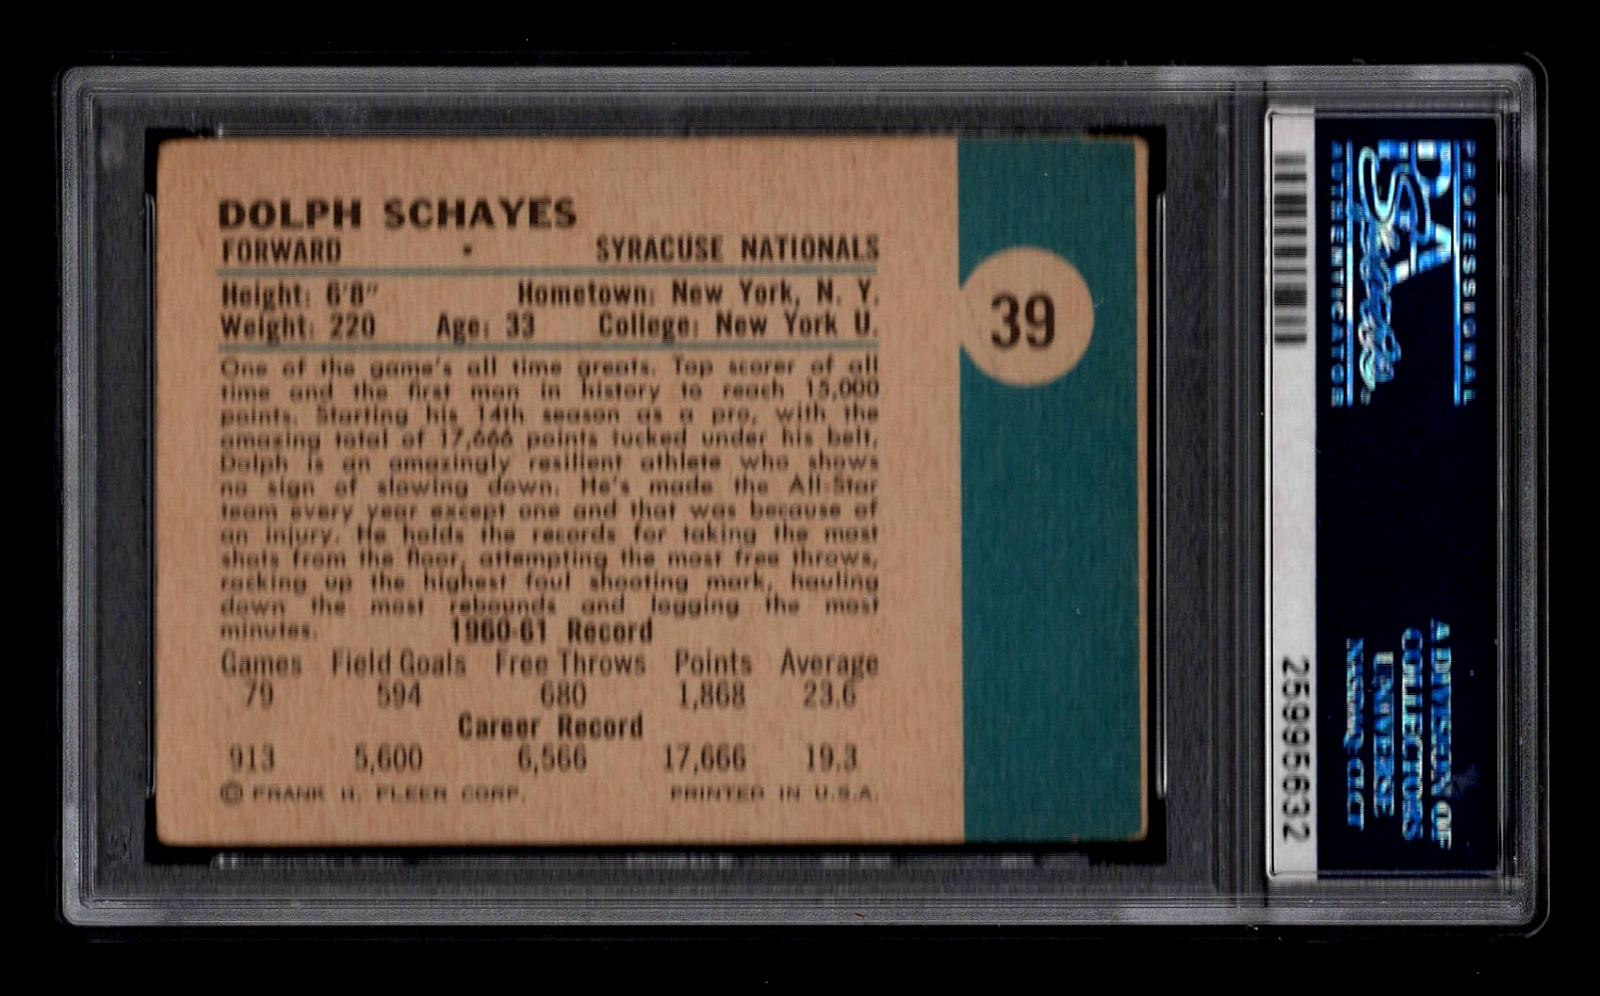 DOLPH SCHAYES
FORWARD • SYRACUSE NATIONALS
Height: 6'8" Hometown: New York, N. Y.
Weight: 220 Age: 33 College: New York U.
One of the game's all time greats. Top scorer of all
time and the first man in history to reach 15,000
points. Starting his 14th season as a pro, with the
amazing total of 17,666 points tucked under his belt,
Dolph is an amazingly resilient athlete who shows
no sign of slowing down. He's made the All-Star
team every year except one and that was because of
an injury. He holds the records for taking the most
shots from the floor, attempting the most free throws,
racking up the highest foul shooting mark, hauling
down the most rebounds and logging the most
minutes.
1960-61 Record
Games Field Goals Free Throws Points Average
79 594 680 1,868 23.6
Career Record
913 5,600 6,566 17,666 19.3
© FRANK H. FLEER CORP. PRINTED IN U.S.A.
39
PROFESSIONAL
PSA
Sports
AUTHENTICATOR
A DIVISION OF
COLLECTORS
UNIVERSE
NASDAQ: CLCT
25995632